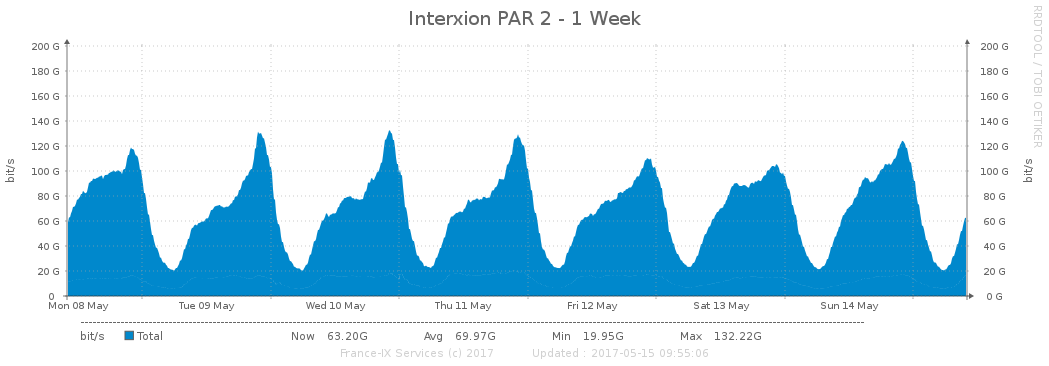 Interxion PAR 2 - 1 Week
RRDTOOL / TOBI OETIKER
bit/s
bit/s
200 G 200 G
180 G 180 G
160 G 160 G
140 G 140 G
120 G 120 G
100 G 100 G
80 G 80 G
60 G 60 G
40 G 40 G
20 G 20 G
0 0 G
Mon 08 May Tue 09 May Wed 10 May Thu 11 May Fri 12 May Sat 13 May Sun 14 May
bit/s Total Now 63.20G Avg 69.97G Min 19.95G Max 132.22G
France-IX Services (c) 2017 Updated : 2017-05-15 09:55:06